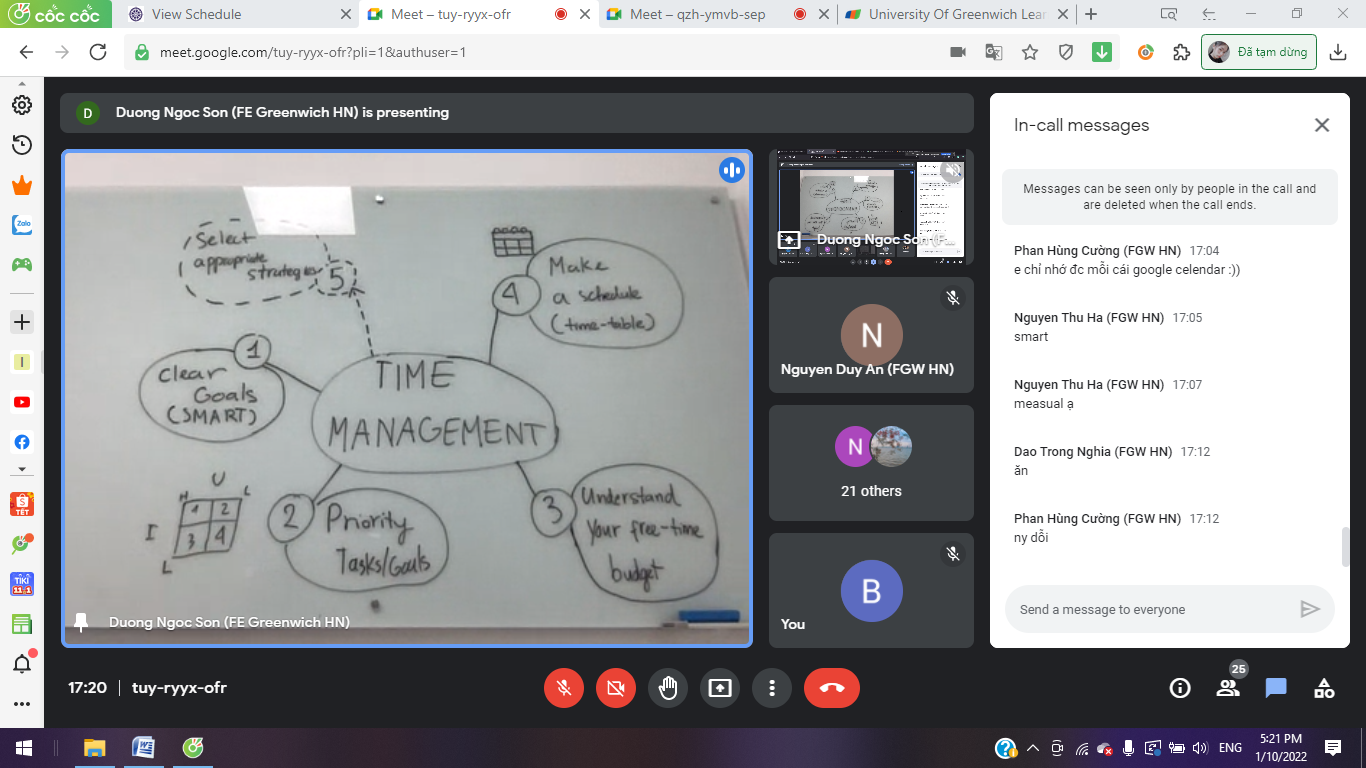 cốc cốc
View Schedule
Meet – tuy-ryyx-ofr
Meet – qzh-ymvb-sep
University Of Greenwich Lear
meet.google.com/tuy-ryyx-ofr?pli=1&authuser=1
Đã tạm dừng
Zalo
TẾT
TIKI
D
Duong Ngoc Son (FE Greenwich HN) is presenting
Select
appropriate
strategies
5
4
Make
a schedule
(time-table)
1
Clear
Goals
(SMART)
TIME
MANAGEMENT
U
H
L
I
1 2
3 4
L
2
Priority
Tasks/Goals
3
Understand
Your free-time
budget
Duong Ngoc Son (FE Greenwich HN)
Duong Ngoc Son (F...
N
Nguyen Duy An (FGW HN)
N
21 others
B
You
In-call messages
Messages can be seen only by people in the call and
are deleted when the call ends.
Phan Hùng Cường (FGW HN) 17:04
e chỉ nhớ đc mỗi cái google celendar :))
Nguyen Thu Ha (FGW HN) 17:05
smart
Nguyen Thu Ha (FGW HN) 17:07
measual ạ
Dao Trong Nghia (FGW HN) 17:12
ăn
Phan Hùng Cường (FGW HN) 17:12
ny dỗi
Send a message to everyone
17:20 | tuy-ryyx-ofr
25
ENG
5:21 PM
1/10/2022